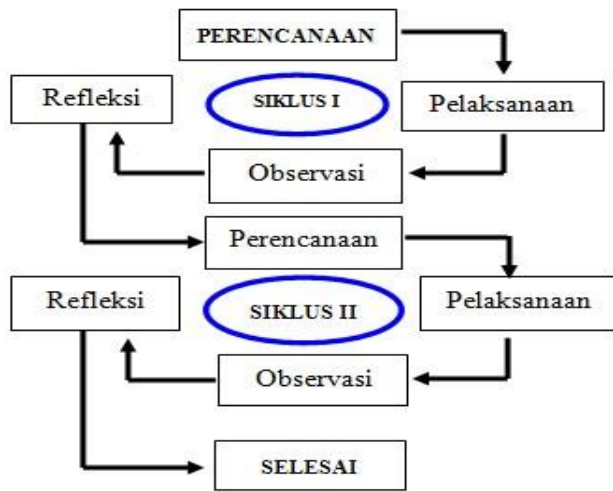 PERENCANAAN
Refleksi
SIKLUS I
Pelaksanaan
Observasi
Perencanaan
Refleksi
SIKLUS II
Pelaksanaan
Observasi
SELESAI